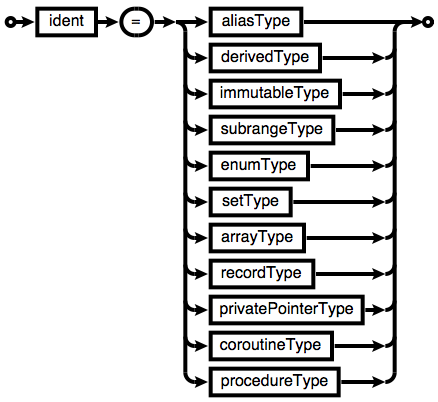 ident = aliasType
derivedType
immutableType
subrangeType
enumType
setType
arrayType
recordType
privatePointerType
coroutineType
procedureType